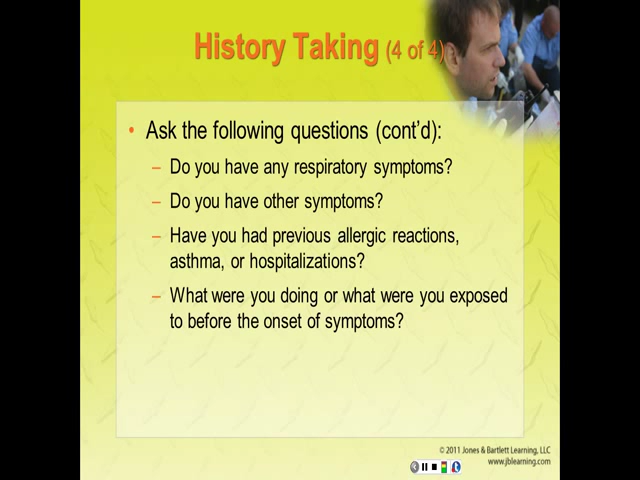 History Taking (4 of 4)
• Ask the following questions (cont’d):
– Do you have any respiratory symptoms?
– Do you have other symptoms?
– Have you had previous allergic reactions,
asthma, or hospitalizations?
– What were you doing or what were you exposed
to before the onset of symptoms?
© 2011 Jones & Bartlett Learning, LLC
www.jblearning.com